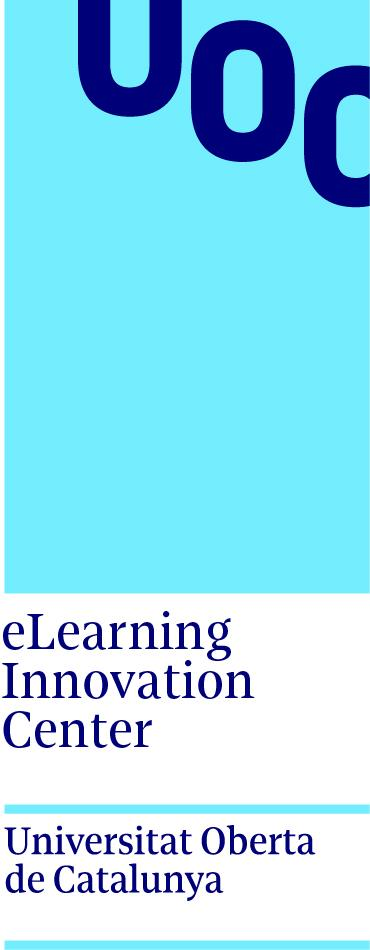 UOC
eLearning
Innovation
Center
Universitat Oberta
de Catalunya